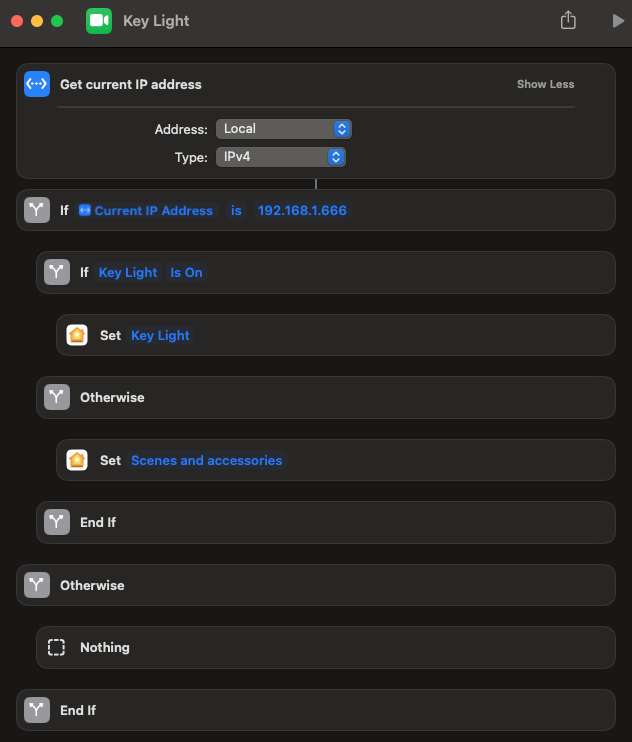 Key Light
Get current IP address Show Less
Address: Local
Type: IPv4
If Current IP Address is 192.168.1.666
If Key Light Is On
Set Key Light
Otherwise
Set Scenes and accessories
End If
Otherwise
Nothing
End If